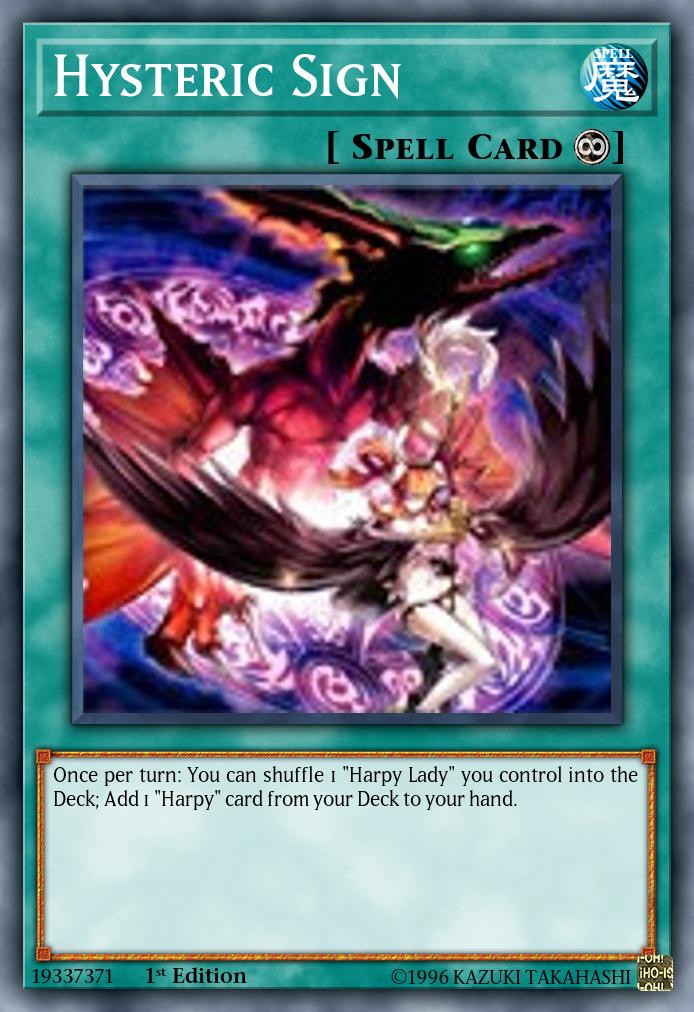 Hysteric Sign
SPELL
魔
[ Spell Card ]
Once per turn: You can shuffle 1 "Harpy Lady" you control into the
Deck; Add 1 "Harpy" card from your Deck to your hand.
19337371 1st Edition ©1996 KAZUKI TAKAHASHI